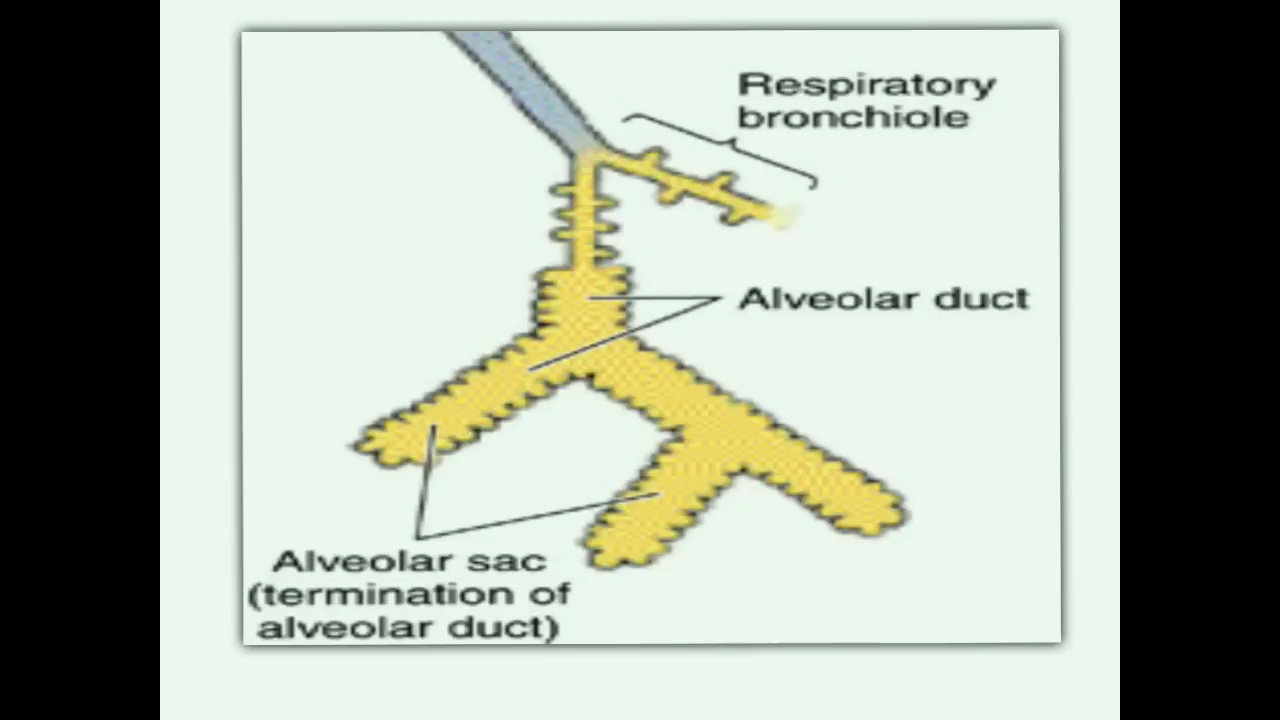 Respiratory
bronchiole
Alveolar duct
Alveolar sac
(termination of
alveolar duct)